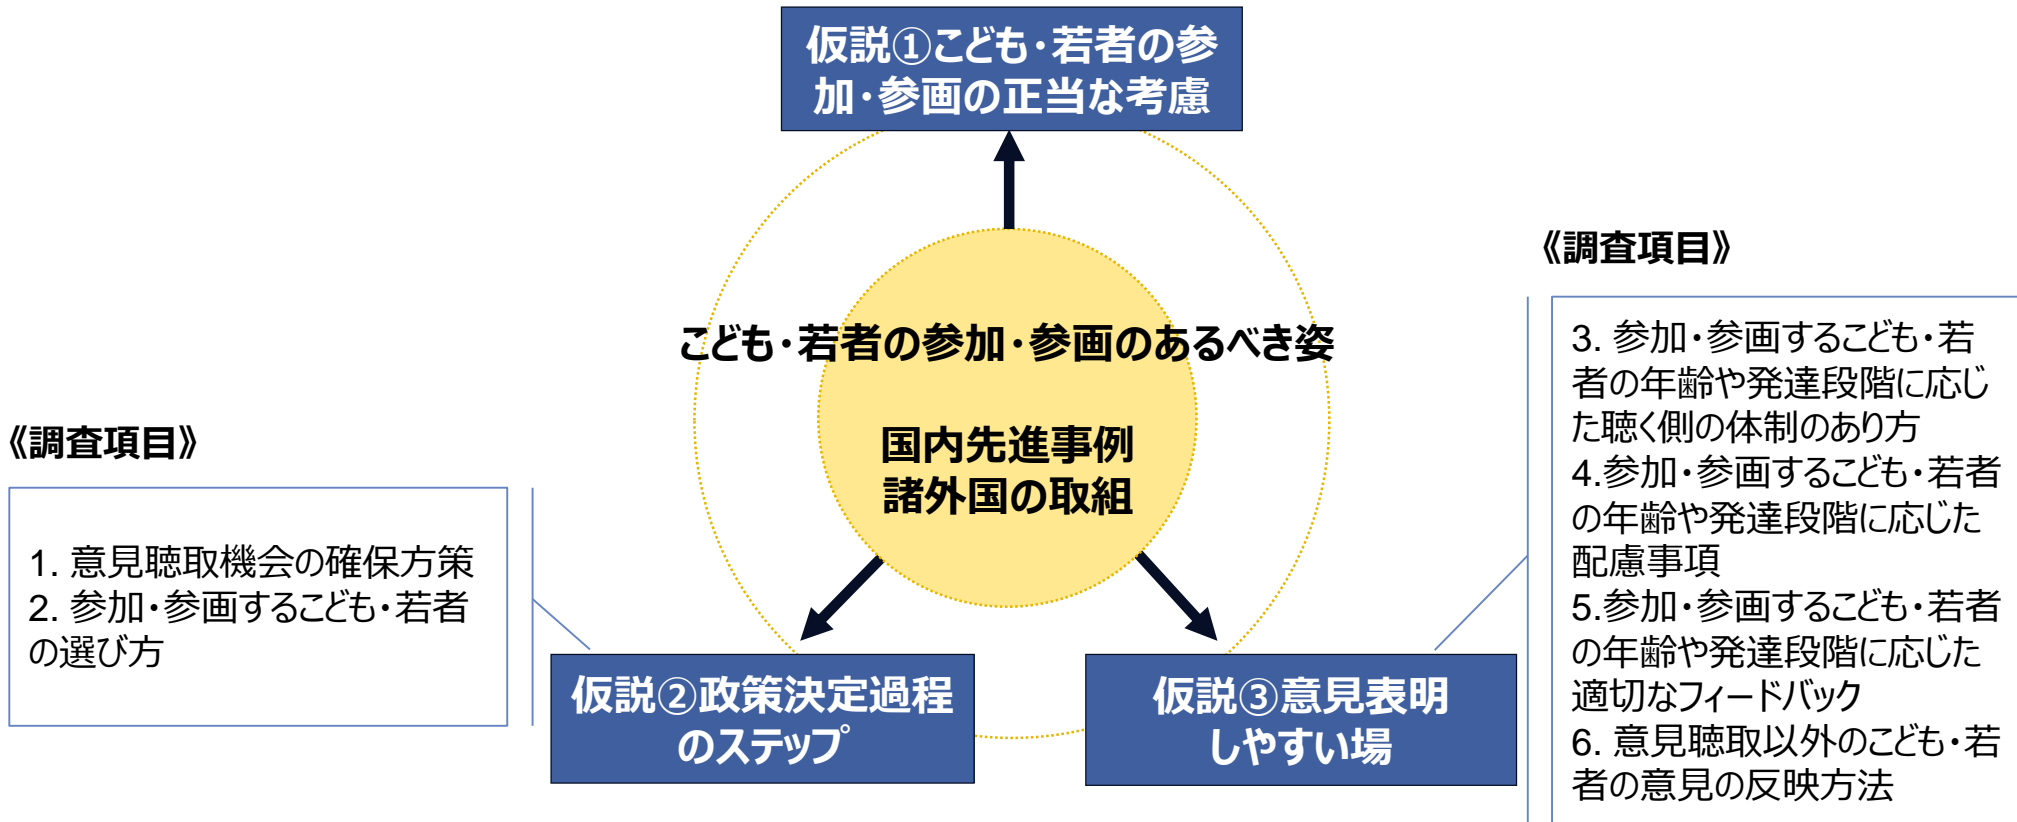 仮説①こども・若者の参
加・参画の正当な考慮
こども・若者の参加・参画のあるべき姿
国内先進事例
諸外国の取組
《調査項目》
1. 意見聴取機会の確保方策
2. 参加・参画するこども・若者
の選び方
仮説②政策決定過程
のステップ
仮説③意見表明
しやすい場
《調査項目》
3. 参加・参画するこども・若
者の年齢や発達段階に応じ
た聴く側の体制のあり方
4.参加・参画するこども・若者
の年齢や発達段階に応じた
配慮事項
5.参加・参画するこども・若者
の年齢や発達段階に応じた
適切なフィードバック
6. 意見聴取以外のこども・若
者の意見の反映方法